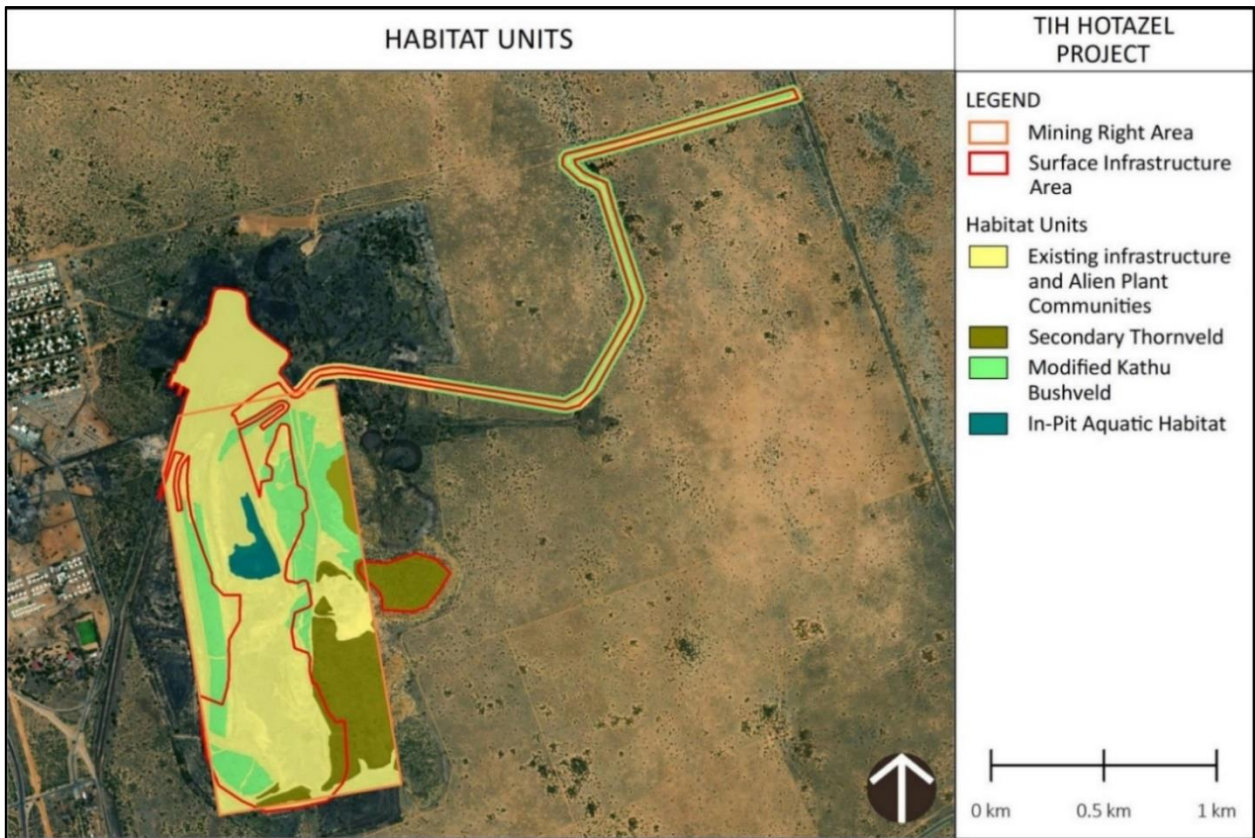 HABITAT UNITS
TIH HOTAZEL
PROJECT
LEGEND
Mining Right Area
Surface Infrastructure
Area
Habitat Units
Existing infrastructure
and Alien Plant
Communities
Secondary Thornveld
Modified Kathu
Bushveld
In-Pit Aquatic Habitat
0 km 0.5 km 1 km